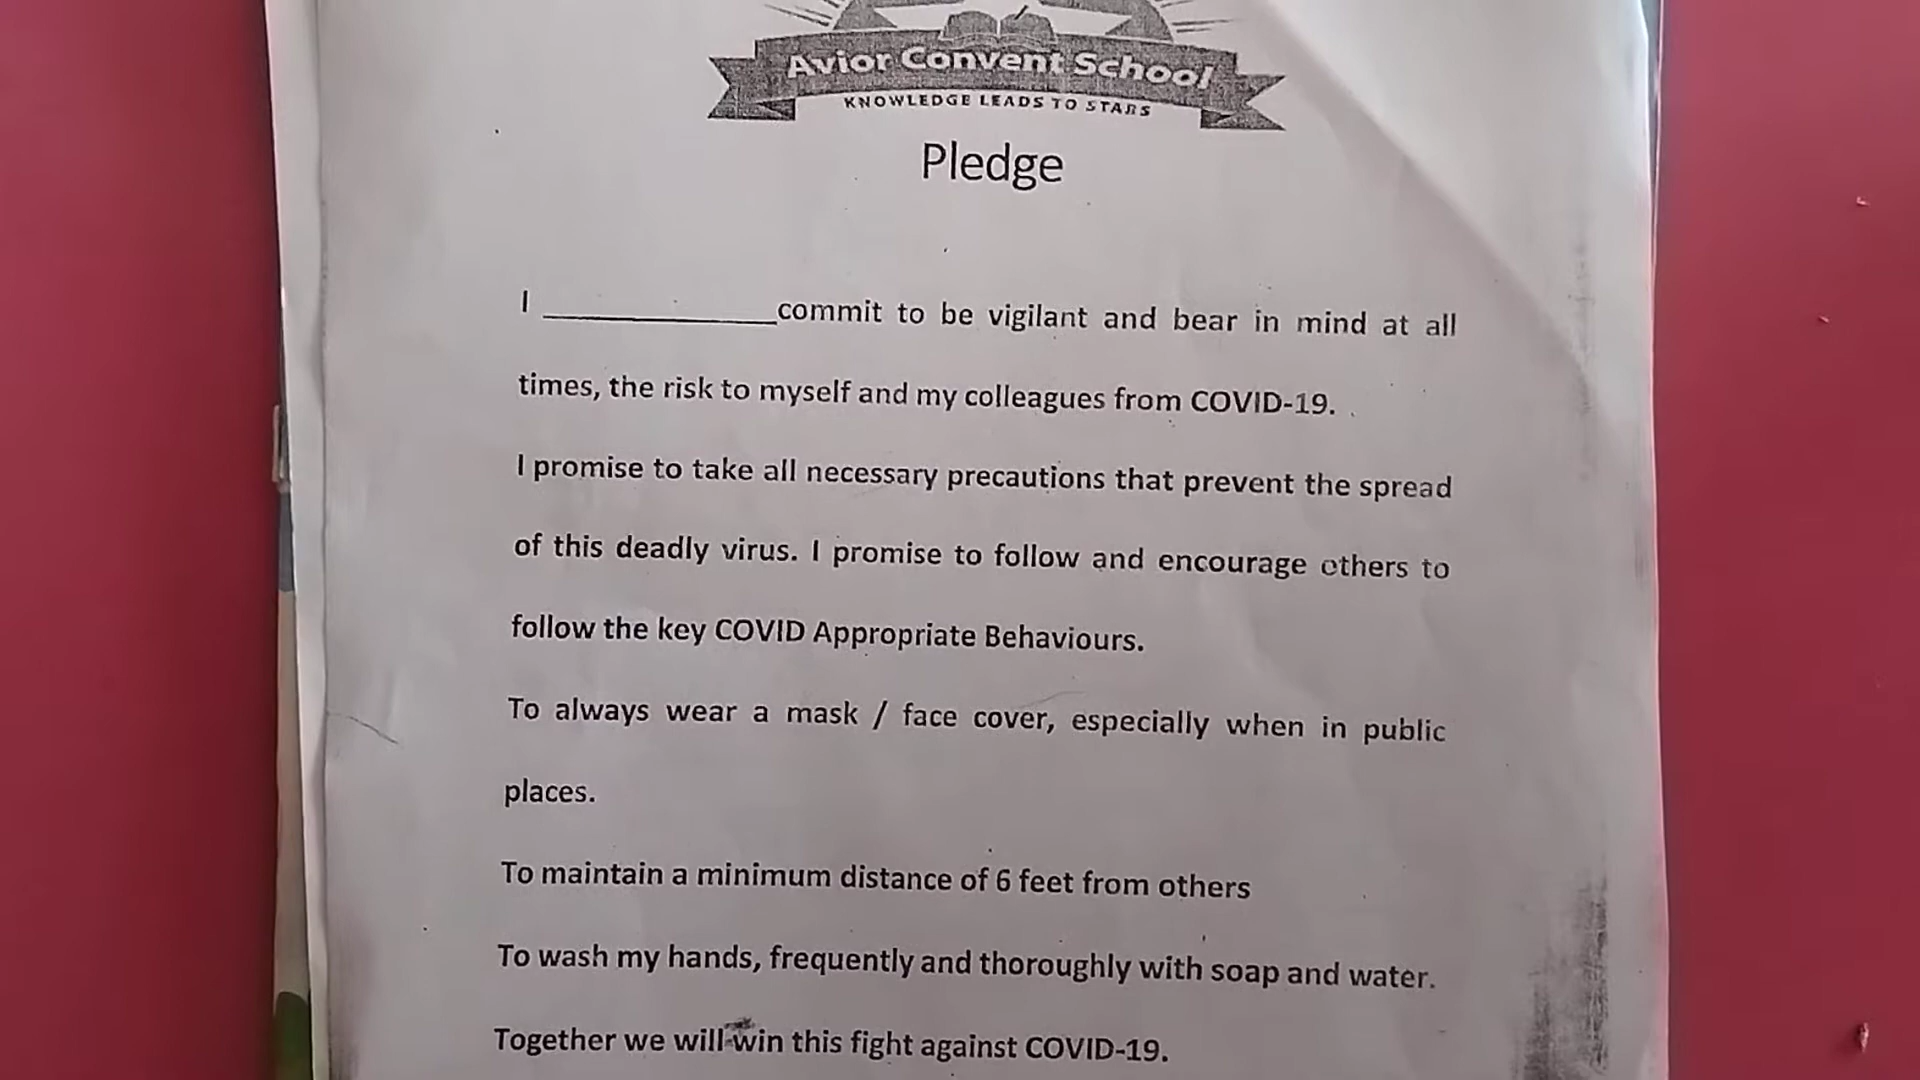 Avior Convent School
KNOWLEDGE LEADS TO STARS
Pledge
I ______________commit to be vigilant and bear in mind at all
times, the risk to myself and my colleagues from COVID-19.
I promise to take all necessary precautions that prevent the spread
of this deadly virus. I promise to follow and encourage others to
follow the key COVID Appropriate Behaviours.
To always wear a mask / face cover, especially when in public
places.
To maintain a minimum distance of 6 feet from others
To wash my hands, frequently and thoroughly with soap and water.
Together we will win this fight against COVID-19.